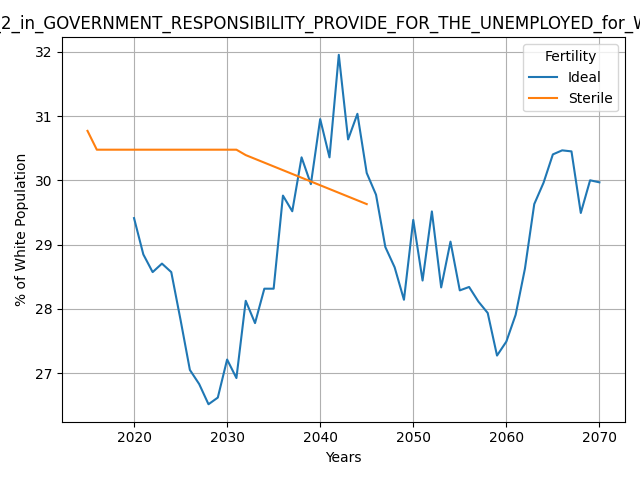 _2_in_GOVERNMENT_RESPONSIBILITY_PROVIDE_FOR_THE_UNEMPLOYED_for_W
Fertility
Ideal
Sterile
32
31
30
29
28
27
% of White Population
2020
2030
2040
2050
2060
2070
Years